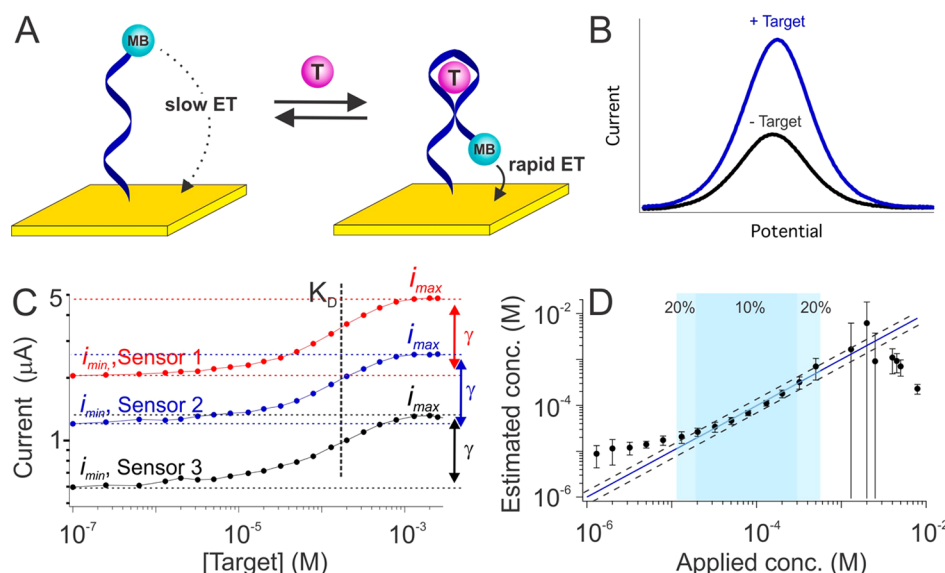 A
MB
slow ET
T
T
MB
rapid ET
B
+ Target
- Target
Current
Potential
C
K_D
5
1
Current (μA)
i_max
i_min,, Sensor 1
γ
i_max
i_min, Sensor 2
γ
i_max
i_min, Sensor 3
γ
10^-7
10^-5
10^-3
[Target] (M)
D
20%
10%
20%
10^-2
10^-4
10^-6
Estimated conc. (M)
10^-6
10^-4
10^-2
Applied conc. (M)